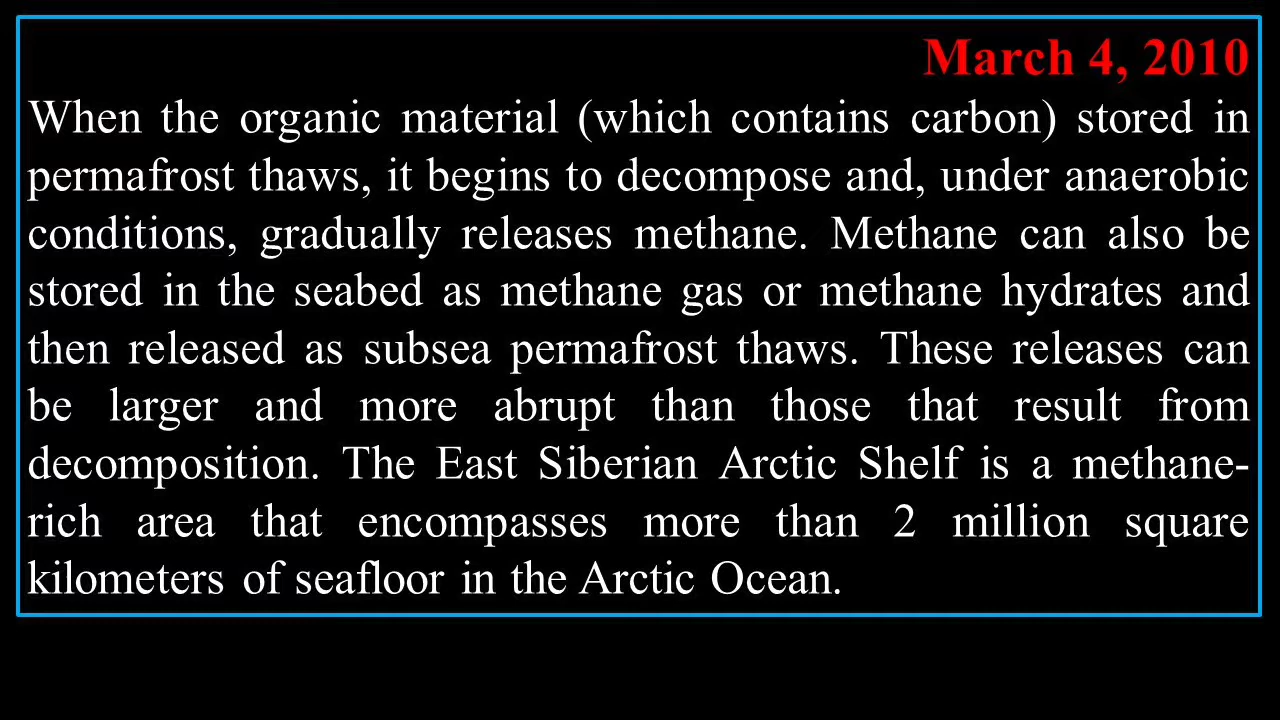 March 4, 2010
When the organic material (which contains carbon) stored in
permafrost thaws, it begins to decompose and, under anaerobic
conditions, gradually releases methane. Methane can also be
stored in the seabed as methane gas or methane hydrates and
then released as subsea permafrost thaws. These releases can
be larger and more abrupt than those that result from
decomposition. The East Siberian Arctic Shelf is a methane-
rich area that encompasses more than 2 million square
kilometers of seafloor in the Arctic Ocean.